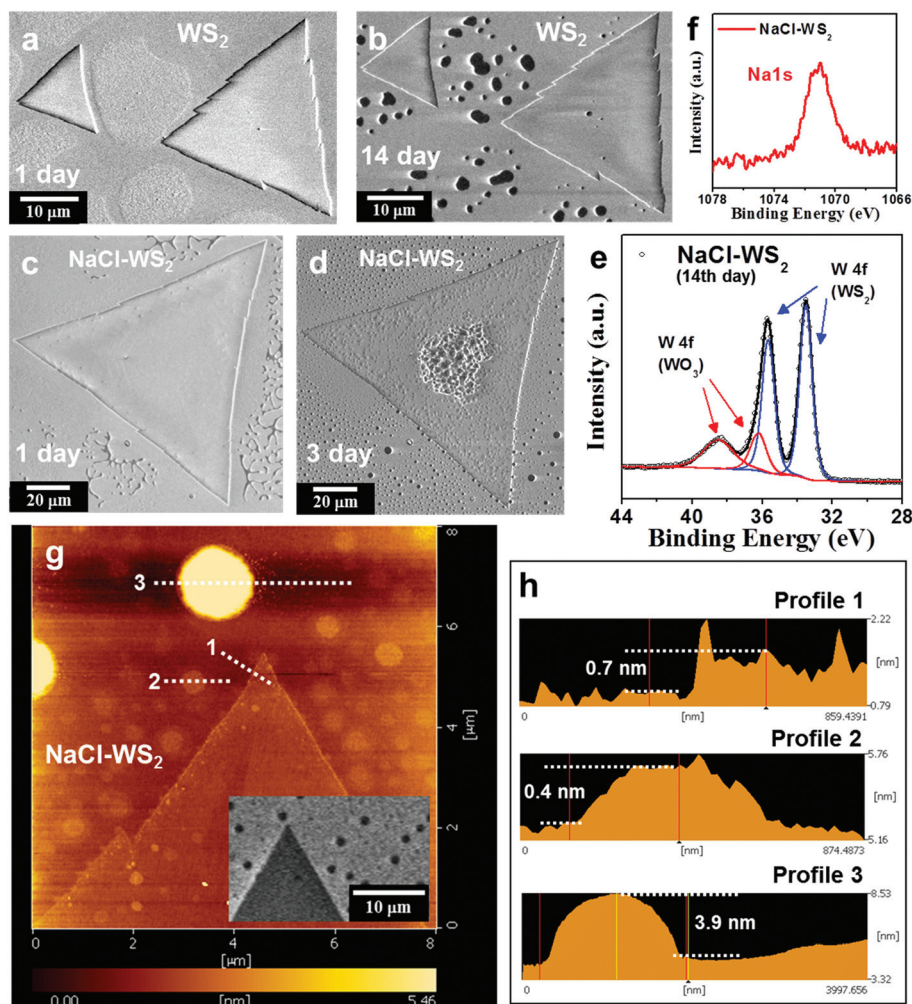 a
WS2
1 day
10 μm
b
WS2
14 day
10 μm
f
NaCl-WS2
Na1s
Intensity (a.u.)
1078 1074 1070 1066
Binding Energy (eV)
c
NaCl-WS2
1 day
20 μm
d
NaCl-WS2
3 day
20 μm
e
NaCl-WS2
(14th day)
W 4f
(WS2)
W 4f
(WO3)
Intensity (a.u.)
44 40 36 32 28
Binding Energy (eV)
g
3
1
2
NaCl-WS2
10 μm
8
6
4
2
0
[μm]
0 2 4 6 8
[μm]
0.00 [nm] 5.46
h
Profile 1
2.22
0.7 nm
[nm]
0.79
0 [nm] 859.4391
Profile 2
5.76
0.4 nm
[nm]
5.16
0 [nm] 874.4873
Profile 3
8.53
3.9 nm
[nm]
3.32
0 [nm] 3997.656